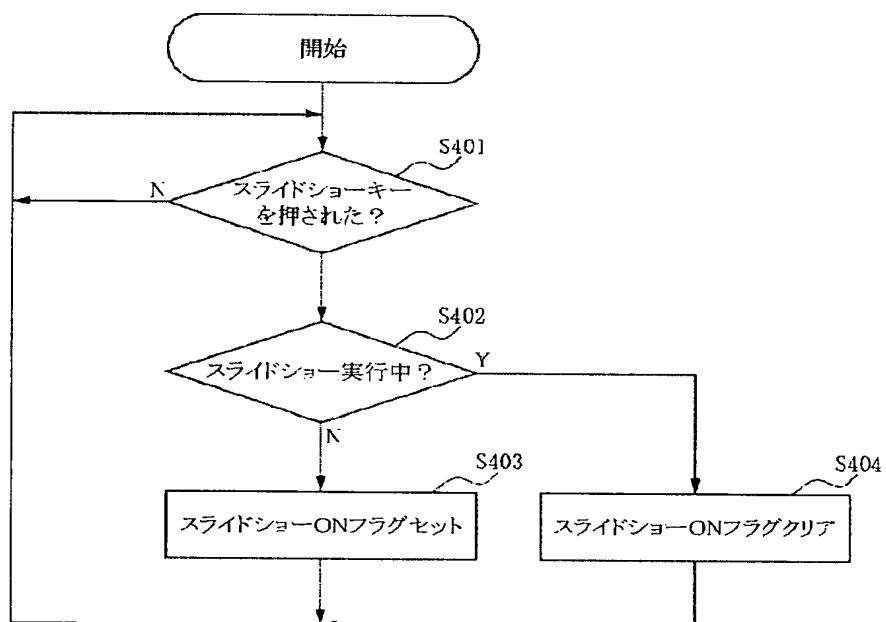 開始
S401
N
スライドショーキー
を押された？
S402
スライドショー実行中？
Y
N
S403
S404
スライドショーONフラグセット
スライドショーONフラグクリア